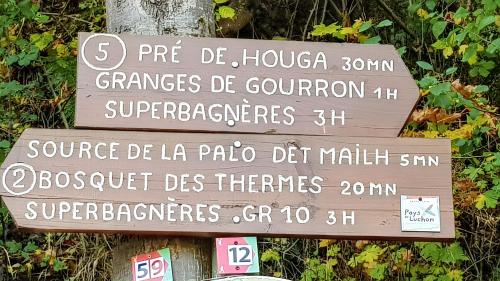 5 PRÉ DE HOUGA 30MN
GRANGES DE GOURRON 1H
SUPERBAGNÈRES 3H
SOURCE DE LA PALO DET MAILH 5MN
2 BOSQUET DES THERMES 20MN
SUPERBAGNÈRES . GR 10 3H
Pays de
Luchon
59
12